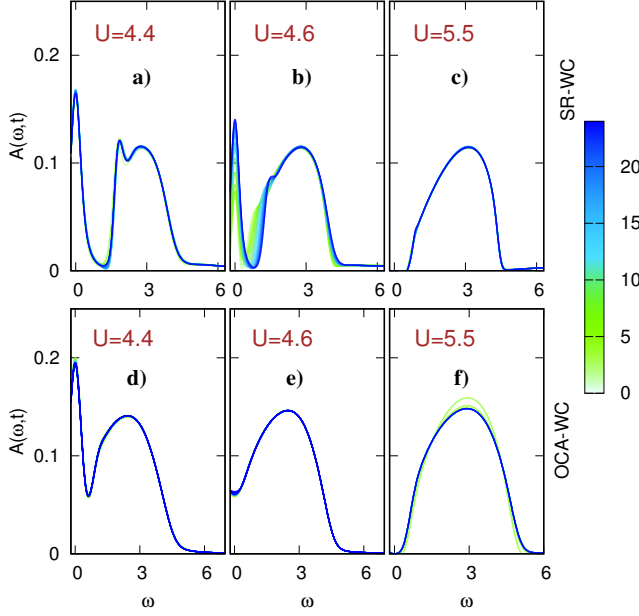 U=4.4 U=4.6 U=5.5
a) b) c)
A(ω,t)
0.2
0.1
0
0 3 6 0 3 6 0 3 6
SR-WC
U=4.4 U=4.6 U=5.5
d) e) f)
A(ω,t)
0.2
0.1
0
0 3 6 0 3 6 0 3 6
ω ω ω
OCA-WC
20
15
10
5
0